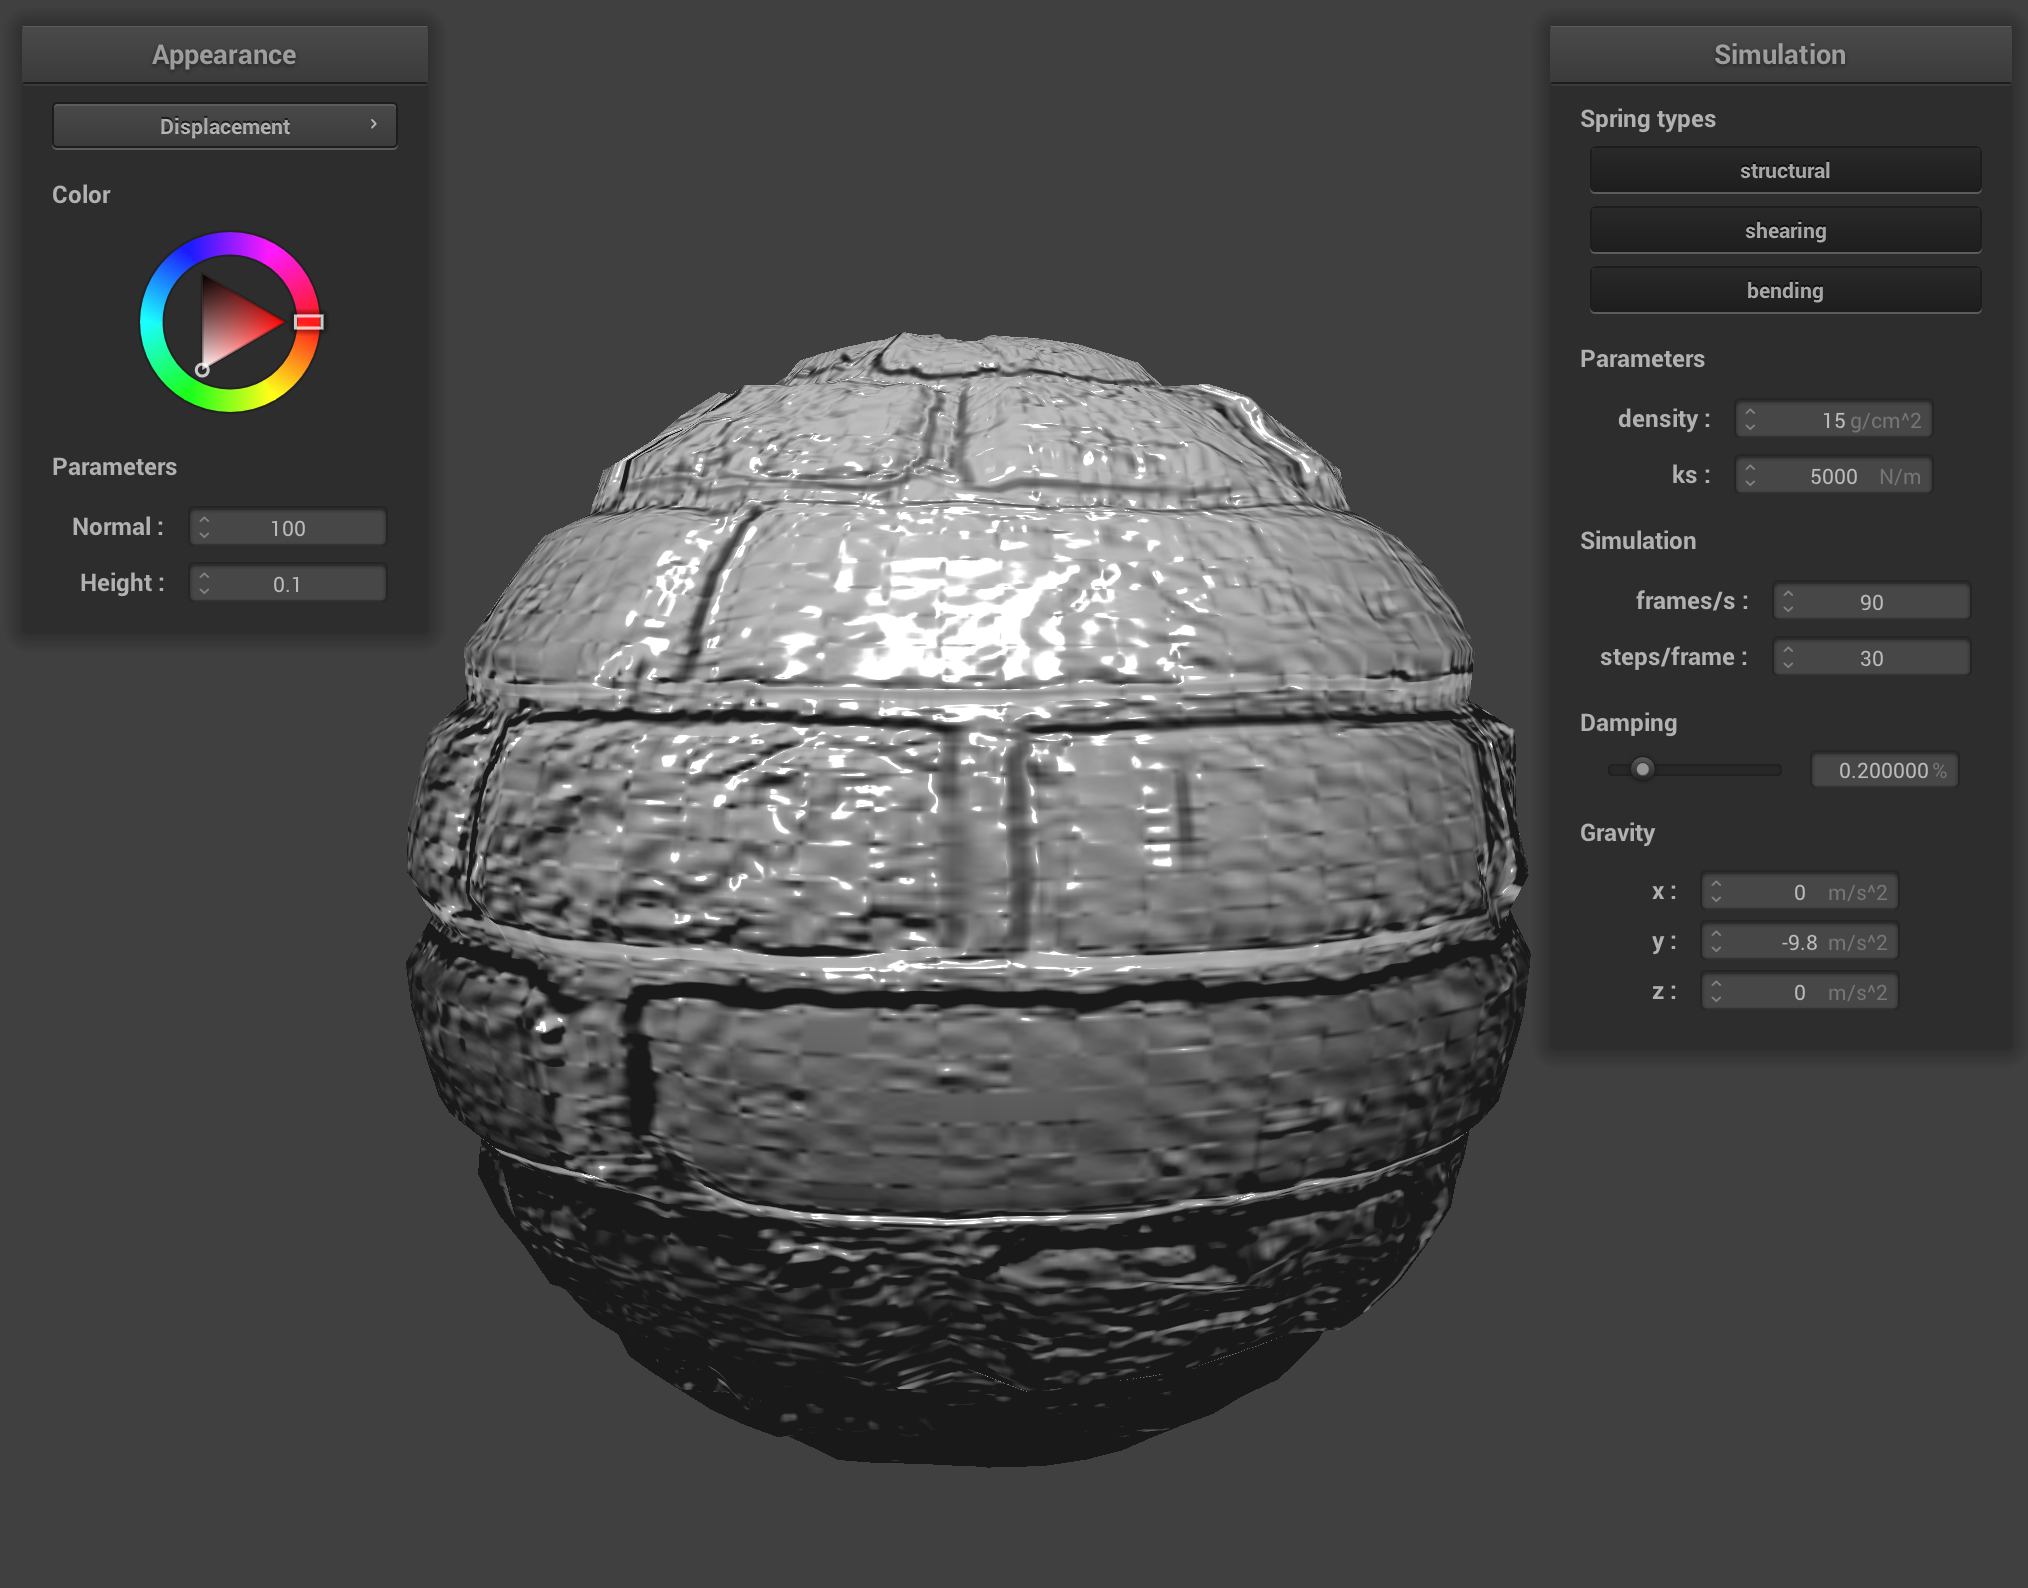 Appearance
Displacement
Color
Parameters
Normal : 100
Height : 0.1
Simulation
Spring types
structural
shearing
bending
Parameters
density : 15 g/cm^2
ks : 5000 N/m
Simulation
frames/s : 90
steps/frame : 30
Damping
0.200000 %
Gravity
x : 0 m/s^2
y : -9.8 m/s^2
z : 0 m/s^2